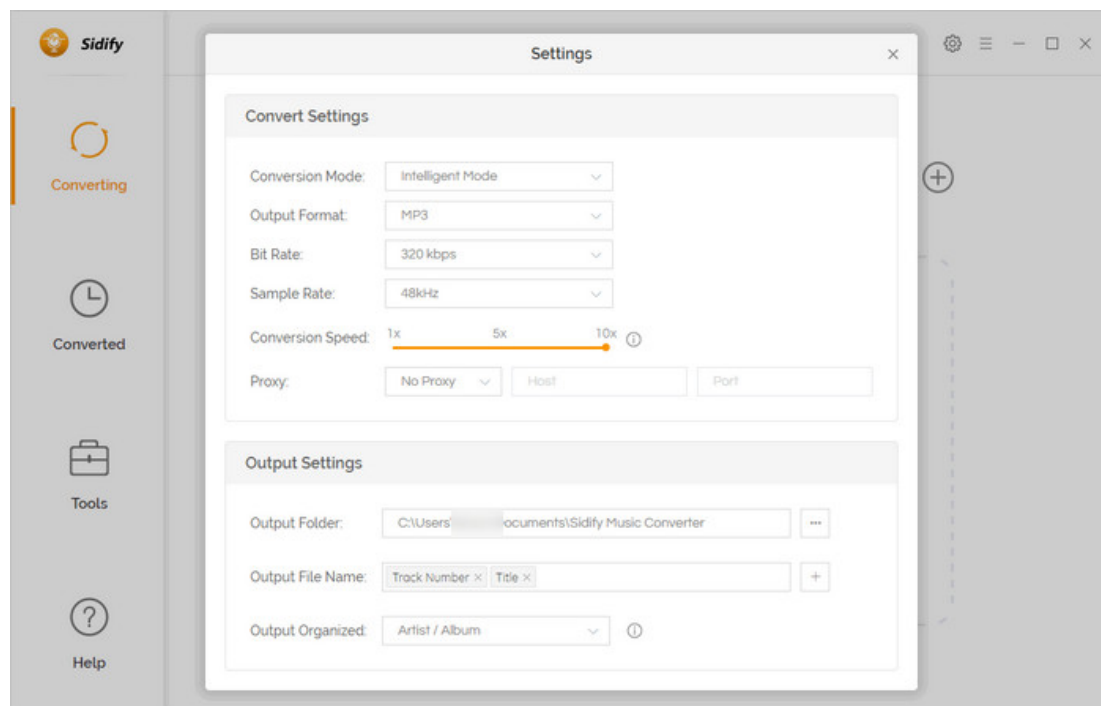 Sidify
Settings
Convert Settings
Conversion Mode: Intelligent Mode
Converting
Output Format: MP3
Bit Rate: 320 kbps
Sample Rate: 48kHz
1x 5x 10x
Conversion Speed:
Converted
Proxy: No Proxy Host Port
Output Settings
Tools
Output Folder: C:\Users\ ocuments\Sidify Music Converter
Output File Name: Track Number × Title ×
Output Organized: Artist / Album
Help